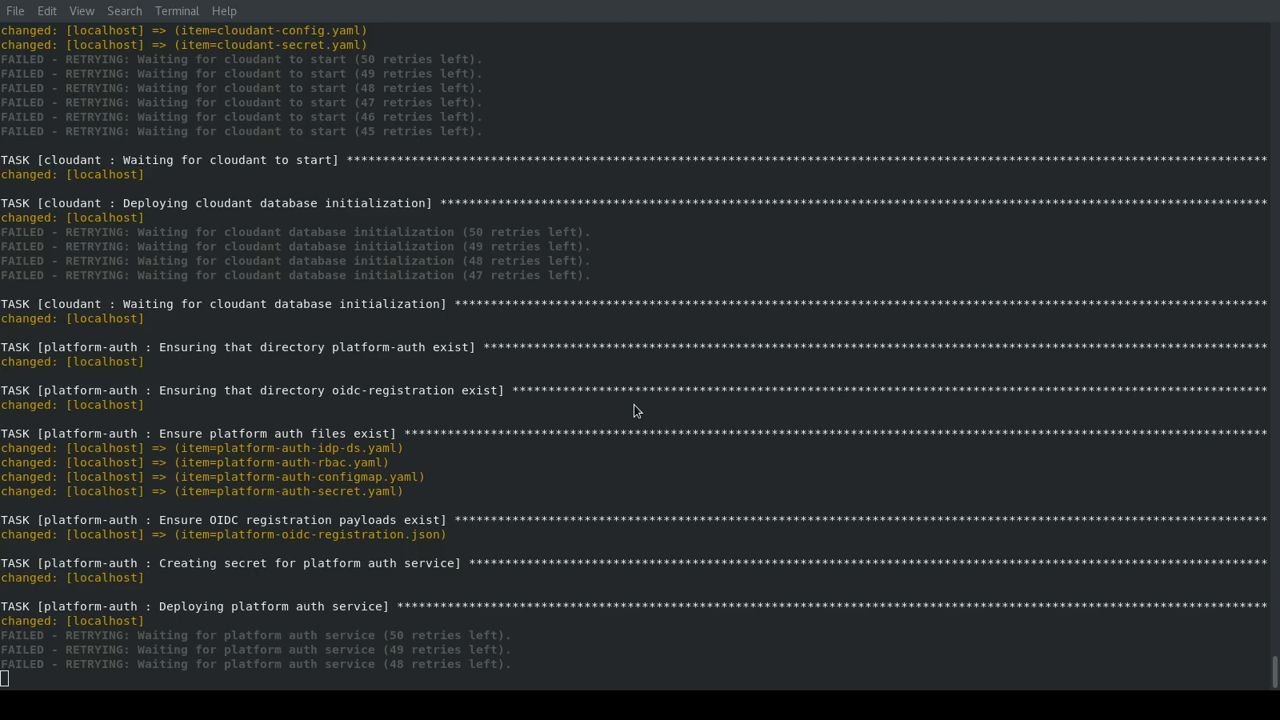 File Edit View Search Terminal Help
changed: [localhost] => (item=cloudant-config.yaml)
changed: [localhost] => (item=cloudant-secret.yaml)
FAILED - RETRYING: Waiting for cloudant to start (50 retries left).
FAILED - RETRYING: Waiting for cloudant to start (49 retries left).
FAILED - RETRYING: Waiting for cloudant to start (48 retries left).
FAILED - RETRYING: Waiting for cloudant to start (47 retries left).
FAILED - RETRYING: Waiting for cloudant to start (46 retries left).
FAILED - RETRYING: Waiting for cloudant to start (45 retries left).
TASK [cloudant : Waiting for cloudant to start] ********************************************************************************************************************************
changed: [localhost]
TASK [cloudant : Deploying cloudant database initialization] *******************************************************************************************************************
changed: [localhost]
FAILED - RETRYING: Waiting for cloudant database initialization (50 retries left).
FAILED - RETRYING: Waiting for cloudant database initialization (49 retries left).
FAILED - RETRYING: Waiting for cloudant database initialization (48 retries left).
FAILED - RETRYING: Waiting for cloudant database initialization (47 retries left).
TASK [cloudant : Waiting for cloudant database initialization] *****************************************************************************************************************
changed: [localhost]
TASK [platform-auth : Ensuring that directory platform-auth exist] *************************************************************************************************************
changed: [localhost]
TASK [platform-auth : Ensuring that directory oidc-registration exist] *********************************************************************************************************
changed: [localhost]
TASK [platform-auth : Ensure platform auth files exist] ************************************************************************************************************************
changed: [localhost] => (item=platform-auth-idp-ds.yaml)
changed: [localhost] => (item=platform-auth-rbac.yaml)
changed: [localhost] => (item=platform-auth-configmap.yaml)
changed: [localhost] => (item=platform-auth-secret.yaml)
TASK [platform-auth : Ensure OIDC registration payloads exist] *****************************************************************************************************************
changed: [localhost] => (item=platform-oidc-registration.json)
TASK [platform-auth : Creating secret for platform auth service] ***************************************************************************************************************
changed: [localhost]
TASK [platform-auth : Deploying platform auth service] *************************************************************************************************************************
changed: [localhost]
FAILED - RETRYING: Waiting for platform auth service (50 retries left).
FAILED - RETRYING: Waiting for platform auth service (49 retries left).
FAILED - RETRYING: Waiting for platform auth service (48 retries left).